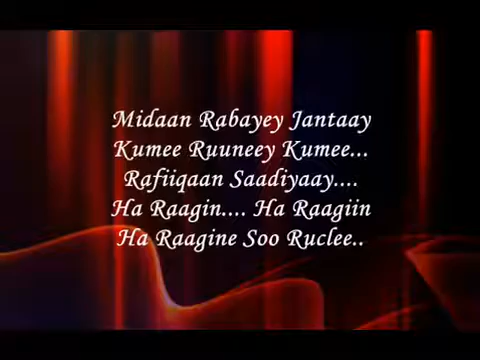 Midaan Rabayey Jantaay
Kumee Ruuneey Kumee...
Rafiiqaan Saadiyaay....
Ha Raagin.... Ha Raagiin
Ha Raagine Soo Ruclee..